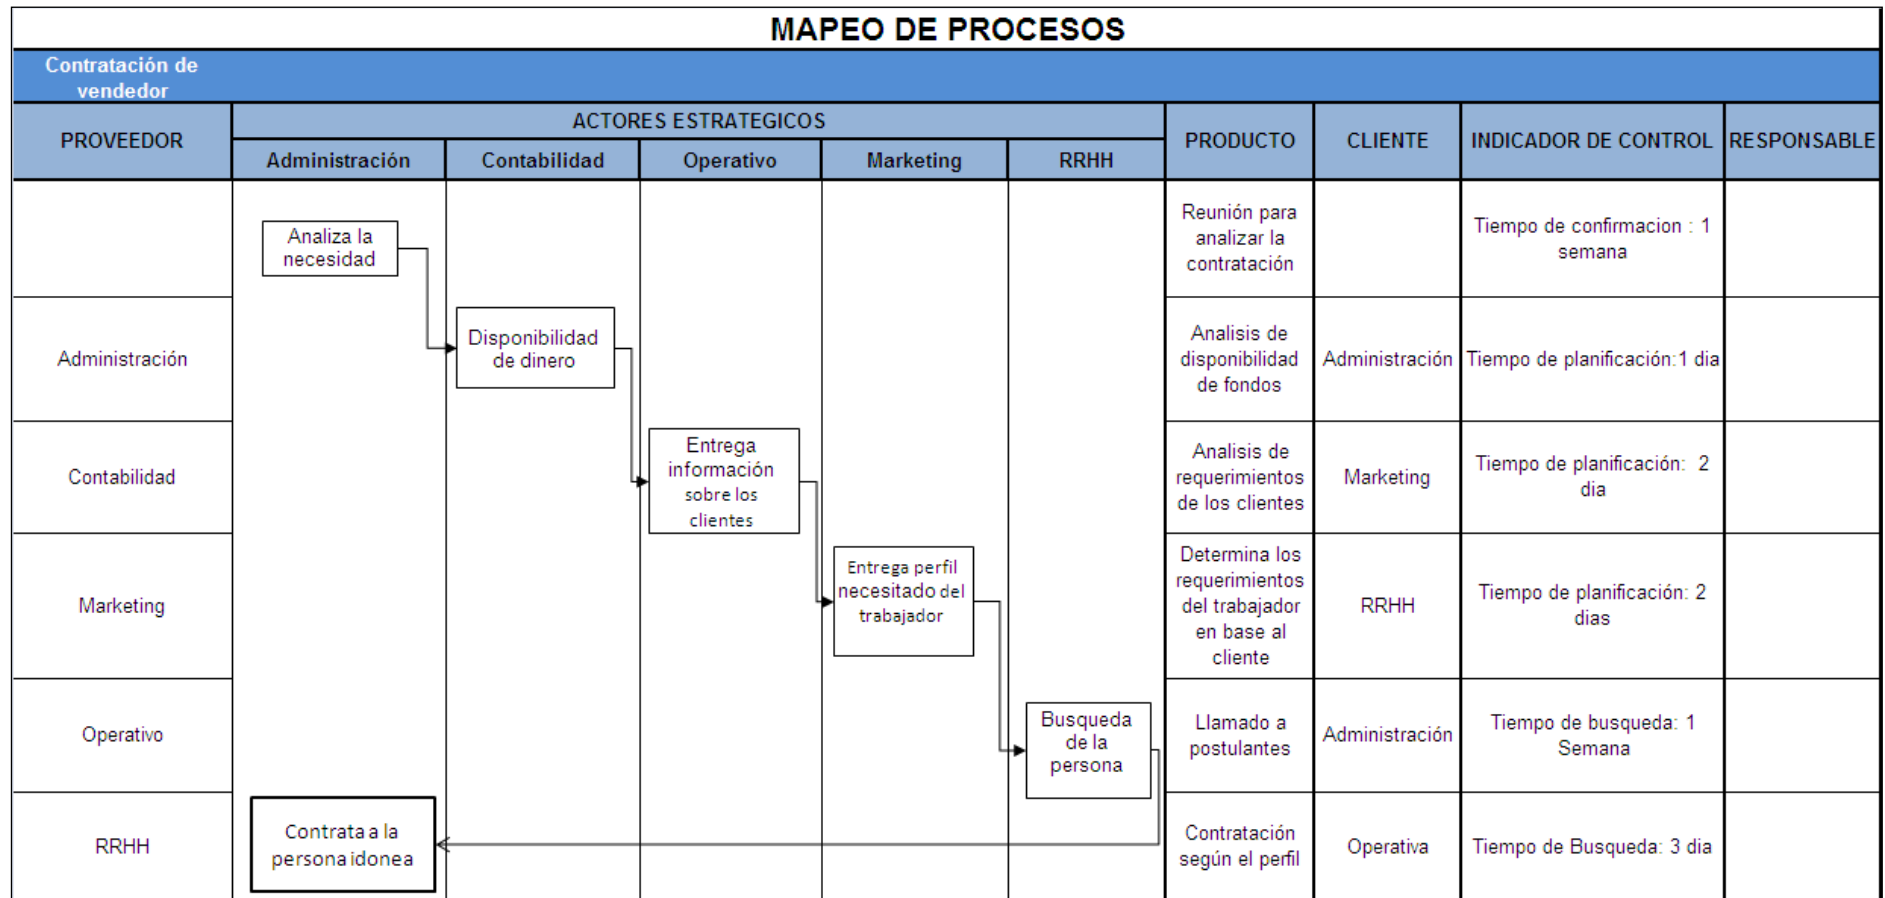 MAPEO DE PROCESOS
Contratación de
vendedor
PROVEEDOR
ACTORES ESTRATEGICOS
PRODUCTO
CLIENTE
INDICADOR DE CONTROL
RESPONSABLE
Administración
Contabilidad
Operativo
Marketing
RRHH
Analiza la
necesidad
Reunión para
analizar la
contratación
Tiempo de confirmacion : 1
semana
Administración
Disponibilidad
de dinero
Analisis de
disponibilidad
de fondos
Administración
Tiempo de planificación:1 dia
Contabilidad
Entrega
información
sobre los
clientes
Analisis de
requerimientos
de los clientes
Marketing
Tiempo de planificación: 2
dia
Marketing
Entrega perfil
necesitado del
trabajador
Determina los
requerimientos
del trabajador
en base al
cliente
RRHH
Tiempo de planificación: 2
dias
Operativo
Busqueda
de la
persona
Llamado a
postulantes
Administración
Tiempo de busqueda: 1
Semana
RRHH
Contrata a la
persona idonea
Contratación
según el perfil
Operativa
Tiempo de Busqueda: 3 dia